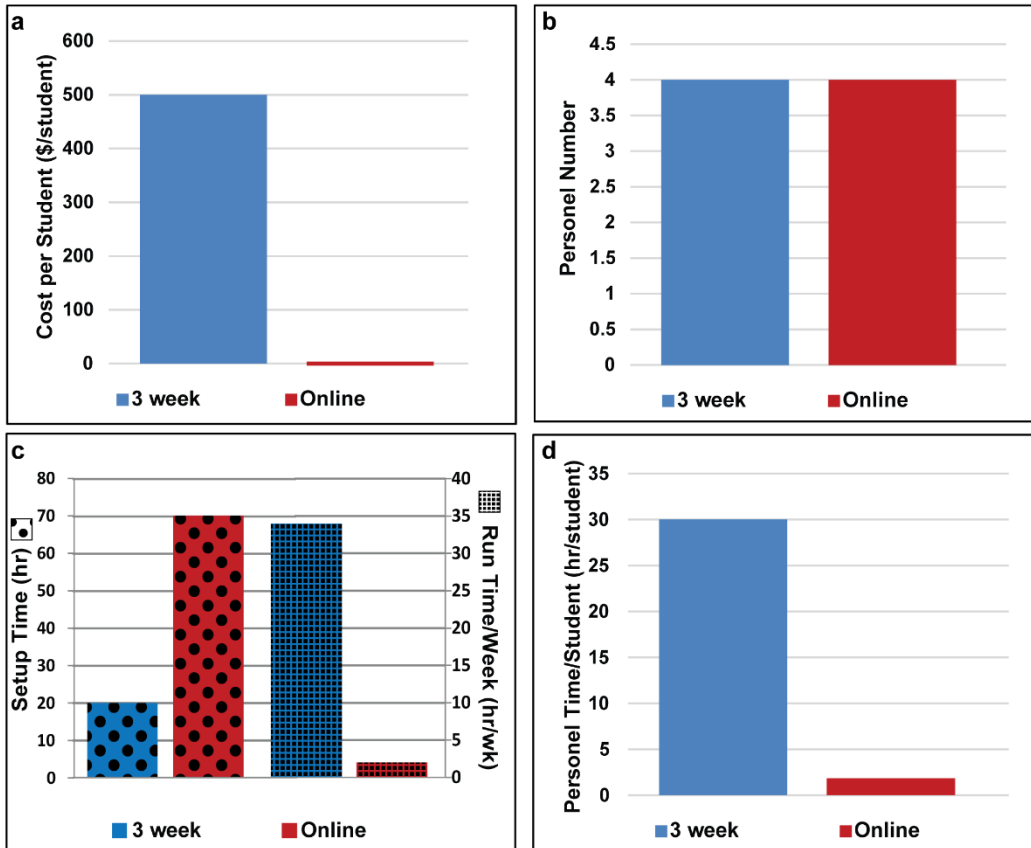 a
Cost per Student ($/student)
600
500
400
300
200
100
0
3 week
Online
b
Personel Number
4.5
4
3.5
3
2.5
2
1.5
1
0.5
0
3 week
Online
c
Setup Time (hr)
80
70
60
50
40
30
20
10
0
40
35
30
25
20
15
10
5
0
Run Time/Week (hr/wk)
3 week
Online
d
Personel Time/Student (hr/student)
35
30
25
20
15
10
5
0
3 week
Online